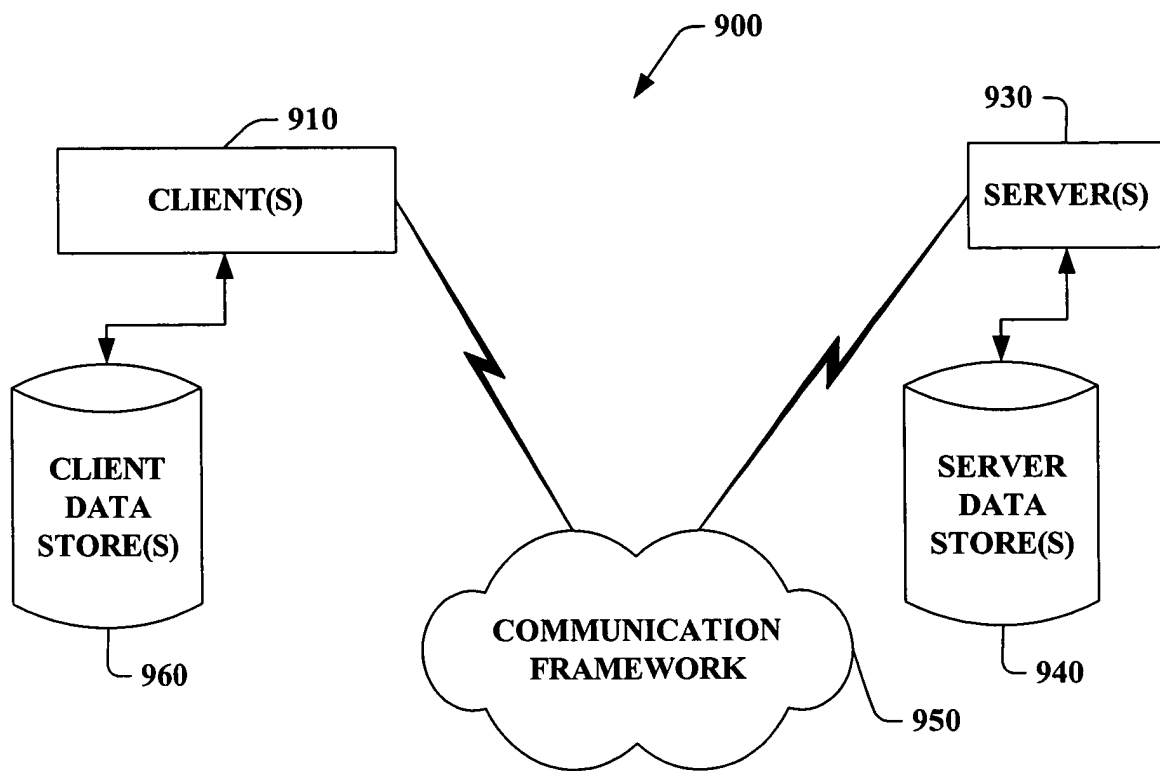 900
910
930
CLIENT(S)
SERVER(S)
CLIENT
DATA
STORE(S)
SERVER
DATA
STORE(S)
COMMUNICATION
FRAMEWORK
960
940
950